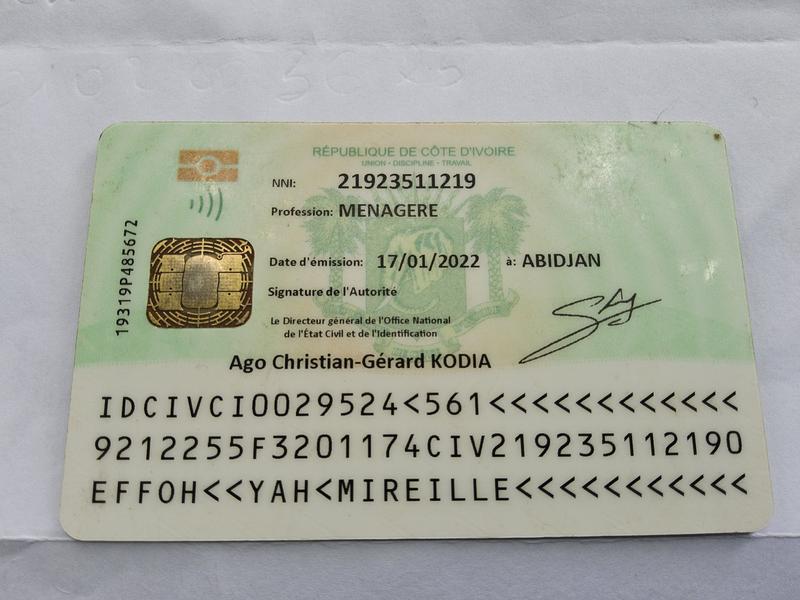 RÉPUBLIQUE DE CÔTE D'IVOIRE
UNION - DISCIPLINE - TRAVAIL
NNI: 21923511219
Profession: MENAGERE
Date d'émission: 17/01/2022 à: ABIDJAN
Signature de l'Autorité
Le Directeur général de l'Office National
de l'État Civil et de l'Identification
Ago Christian-Gérard KODIA
19319P485672
IDCIVCI0029524<561<<<<<<<<<<<<
9212255F3201174CIV219235112190
EFFOH<<YAH<MIREILLE<<<<<<<<<<<